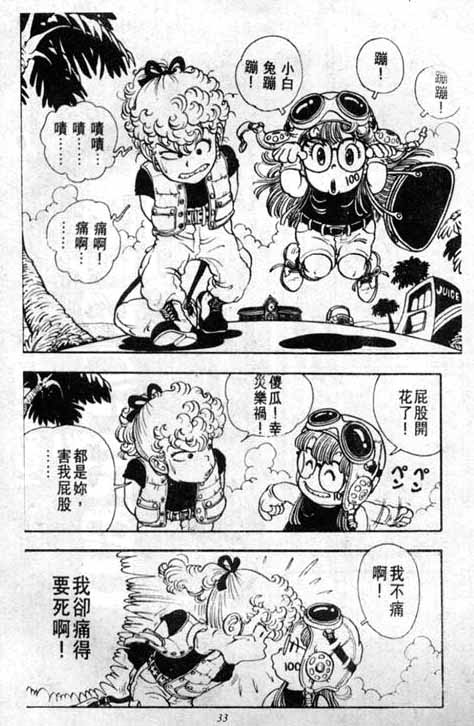 蹦蹦！
蹦！
小白
兔蹦
蹦！
嘖……
嘖……
嘖……
痛啊！
痛啊…
……
100
JUICE
屁股開
花了！
ペン
ペン
傻瓜！幸
災樂禍！
都是妳，
害我屁股
……
我不痛
啊！
100
我卻痛得
要死啊！
33